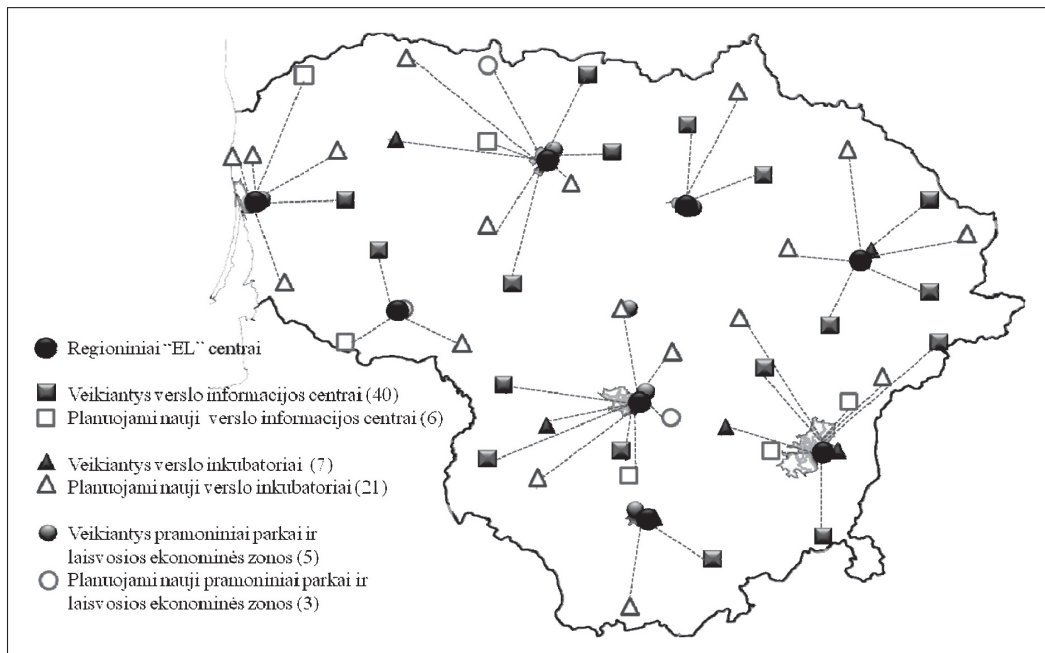 Regioniniai "EL" centrai
Veikiantys verslo informacijos centrai (40)
Planuojami nauji verslo informacijos centrai (6)
Veikiantys verslo inkubatoriai (7)
Planuojami nauji verslo inkubatoriai (21)
Veikiantys pramoniniai parkai ir
laisvosios ekonominės zonos (5)
Planuojami nauji pramoniniai parkai ir
laisvosios ekonominės zonos (3)